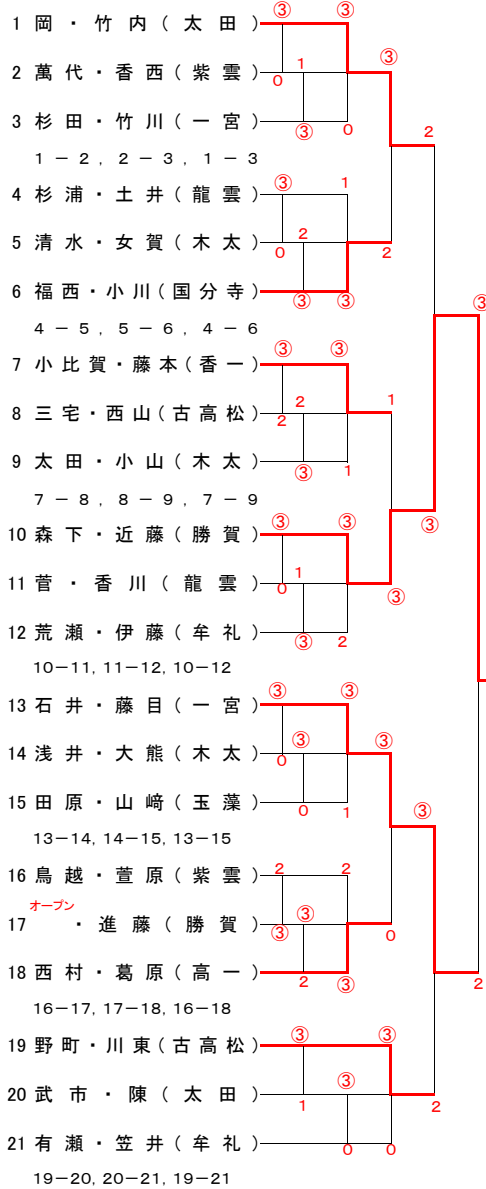 ③ ③
1 岡・竹内(太田)
③
2 萬代・香西(紫雲) 0 1
3 杉田・竹川(一宮) ③ 0
2
1－2，2－3，1－3
4 杉浦・土井(龍雲) ③ 1
5 清水・女賀(木太) 0 2 2
6 福西・小川(国分寺) ③ ③
③
4－5，5－6，4－6
7 小比賀・藤本(香一) ③ ③
8 三宅・西山(古高松) 2 2 1
9 太田・小山(木太) ③ 1
7－8，8－9，7－9
10 森下・近藤(勝賀) ③ ③ ③
11 菅・香川(龍雲) 0 1 ③
12 荒瀬・伊藤(牟礼) ③ 2
10－11, 11－12, 10－12
13 石井・藤目(一宮) ③ ③
14 浅井・大熊(木太) 0 ③ ③
15 田原・山﨑(玉藻) 0 1 ③
13－14, 14－15, 13－15
16 鳥越・萱原(紫雲) 2 2
オープン
17 ・進藤(勝賀) ③ ③ 0
18 西村・葛原(高一) 2 ③ 2
16－17, 17－18, 16－18
19 野町・川東(古高松) ③ ③
20 武市・陳(太田) 1 ③ 2
21 有瀬・笠井(牟礼) 0 0
19－20, 20－21, 19－21